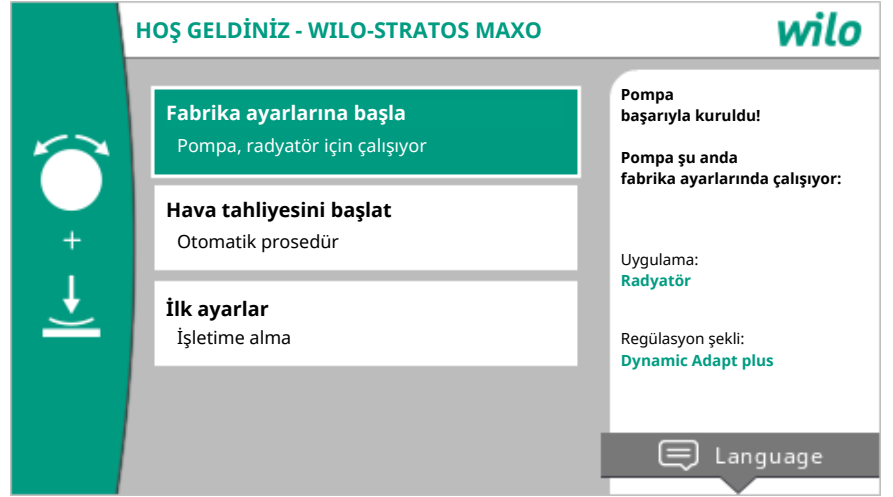 HOŞ GELDİNİZ - WILO-STRATOS MAXO
wilo
Fabrika ayarlarına başla
Pompa, radyatör için çalışıyor
Hava tahliyesini başlat
Otomatik prosedür
İlk ayarlar
İşletime alma
Pompa
başarıyla kuruldu!
Pompa şu anda
fabrika ayarlarında çalışıyor:
Uygulama:
Radyatör
Regülasyon şekli:
Dynamic Adapt plus
Language